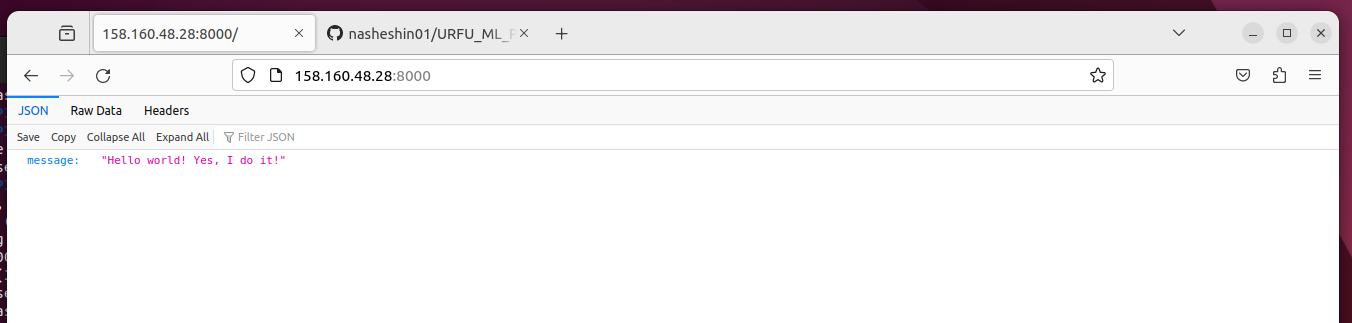 158.160.48.28:8000/
nasheshin01/URFU_ML_
158.160.48.28:8000
JSON Raw Data Headers
Save Copy Collapse All Expand All Filter JSON
message: "Hello world! Yes, I do it!"